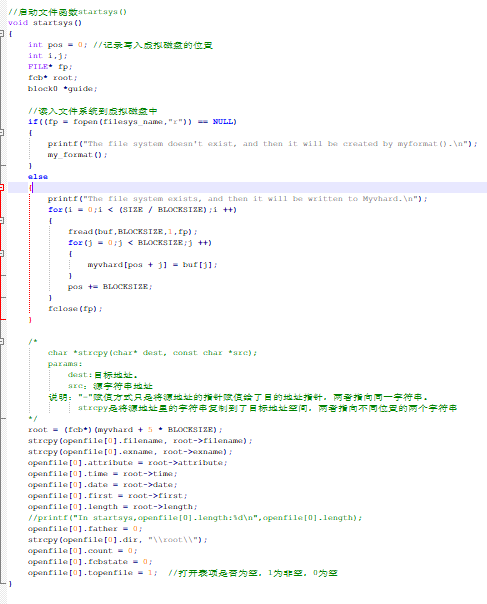 //启动文件函数startsys()
void startsys()
{
int pos = 0; //记录写入虚拟磁盘的位置
int i,j;
FILE* fp;
fcb* root;
block0 *guide;
//读入文件系统到虚拟磁盘中
if((fp = fopen(filesys_name,"r")) == NULL)
{
printf("The file system doesn't exist, and then it will be created by myformat().\n");
my_format();
}
else
{
printf("The file system exists, and then it will be written to Myvhard.\n");
for(i = 0;i < (SIZE / BLOCKSIZE);i ++)
{
fread(buf,BLOCKSIZE,1,fp);
for(j = 0;j < BLOCKSIZE;j ++)
{
myvhard[pos + j] = buf[j];
}
pos += BLOCKSIZE;
}
fclose(fp);
}
/*
char *strcpy(char* dest, const char *src);
params:
dest:目标地址。
src: 源字符串地址
说明："="赋值方式只是将源地址的指针赋值给了目的地址指针，两者指向同一字符串。
strcpy是将源地址里的字符串复制到了目标地址空间，两者指向不同位置的两个字符串
*/
root = (fcb*)(myvhard + 5 * BLOCKSIZE);
strcpy(openfile[0].filename, root->filename);
strcpy(openfile[0].exname, root->exname);
openfile[0].attribute = root->attribute;
openfile[0].time = root->time;
openfile[0].date = root->date;
openfile[0].first = root->first;
openfile[0].length = root->length;
//printf("In startsys,openfile[0].length:%d\n",openfile[0].length);
openfile[0].father = 0;
strcpy(openfile[0].dir, "\\root\\");
openfile[0].count = 0;
openfile[0].fcbstate = 0;
openfile[0].topenfile = 1; //打开表项是否为空，1为非空，0为空
}